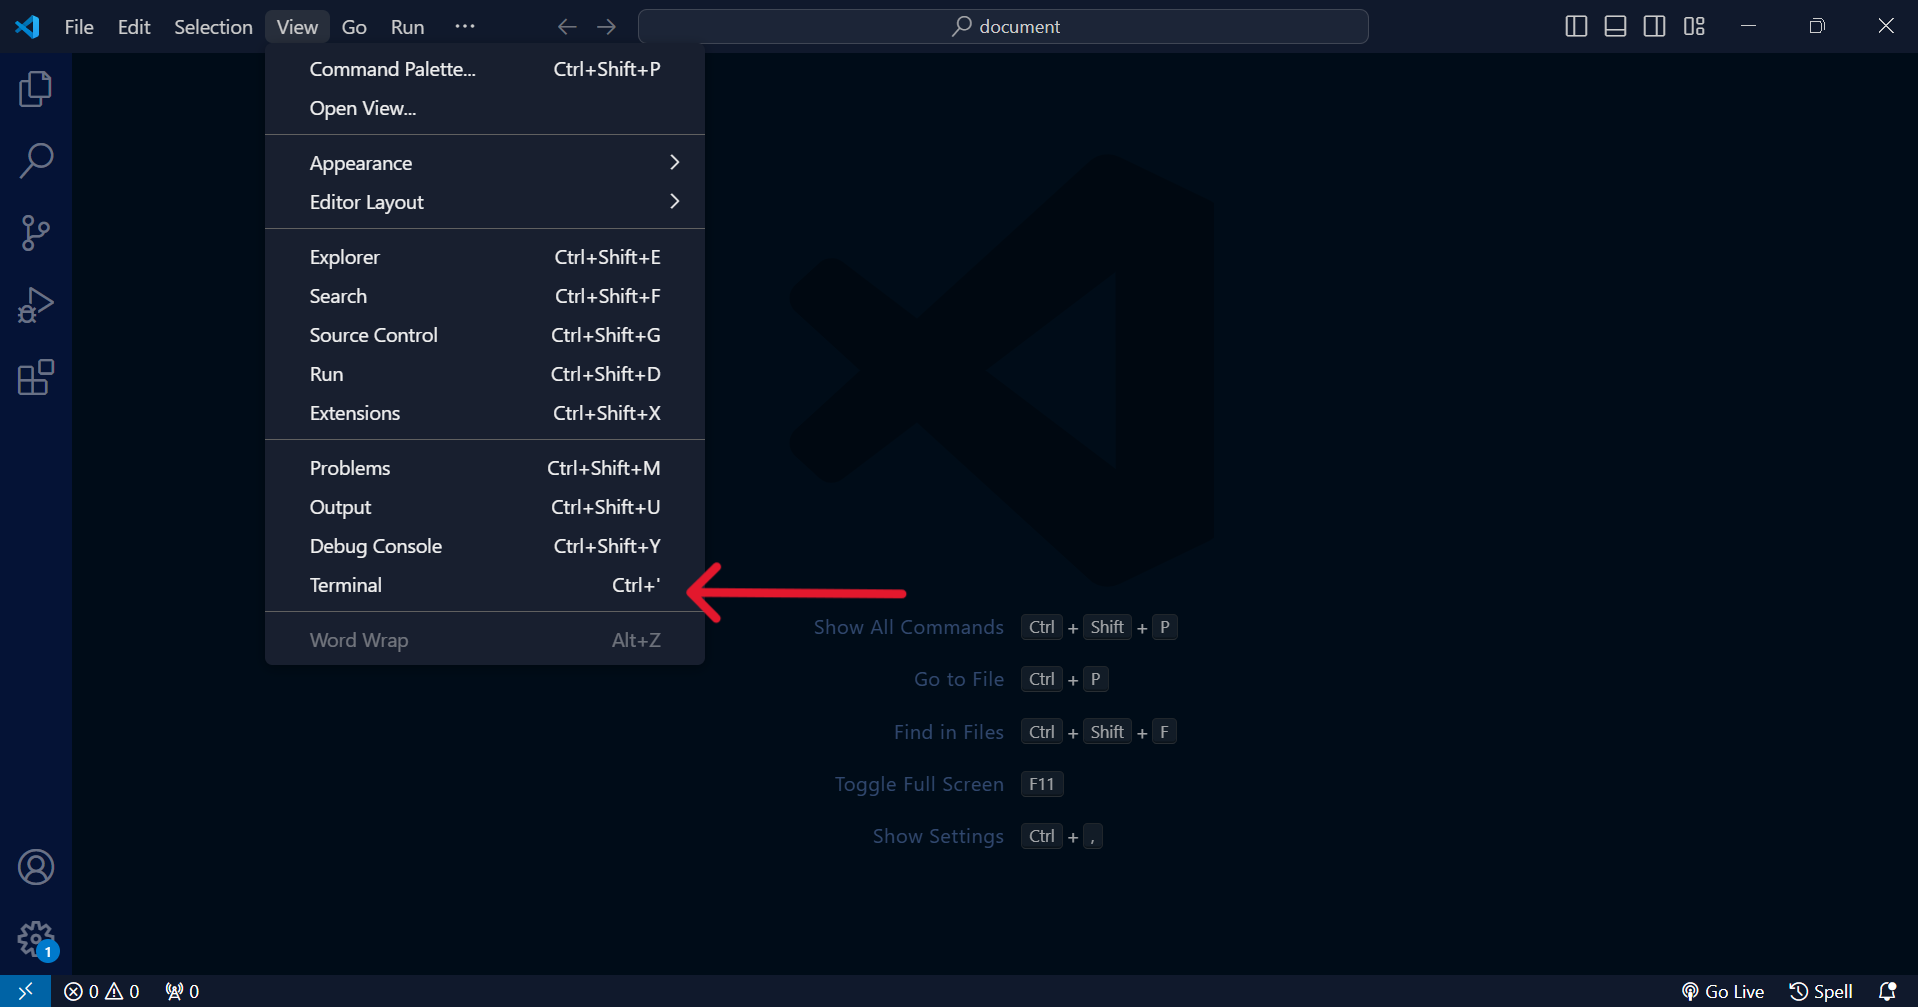 File Edit Selection View Go Run ··· document
Command Palette... Ctrl+Shift+P
Open View...
Appearance
Editor Layout
Explorer Ctrl+Shift+E
Search Ctrl+Shift+F
Source Control Ctrl+Shift+G
Run Ctrl+Shift+D
Extensions Ctrl+Shift+X
Problems Ctrl+Shift+M
Output Ctrl+Shift+U
Debug Console Ctrl+Shift+Y
Terminal Ctrl+'
Word Wrap Alt+Z
Show All Commands Ctrl + Shift + P
Go to File Ctrl + P
Find in Files Ctrl + Shift + F
Toggle Full Screen F11
Show Settings Ctrl + ,
1
0 0 0 Go Live Spell